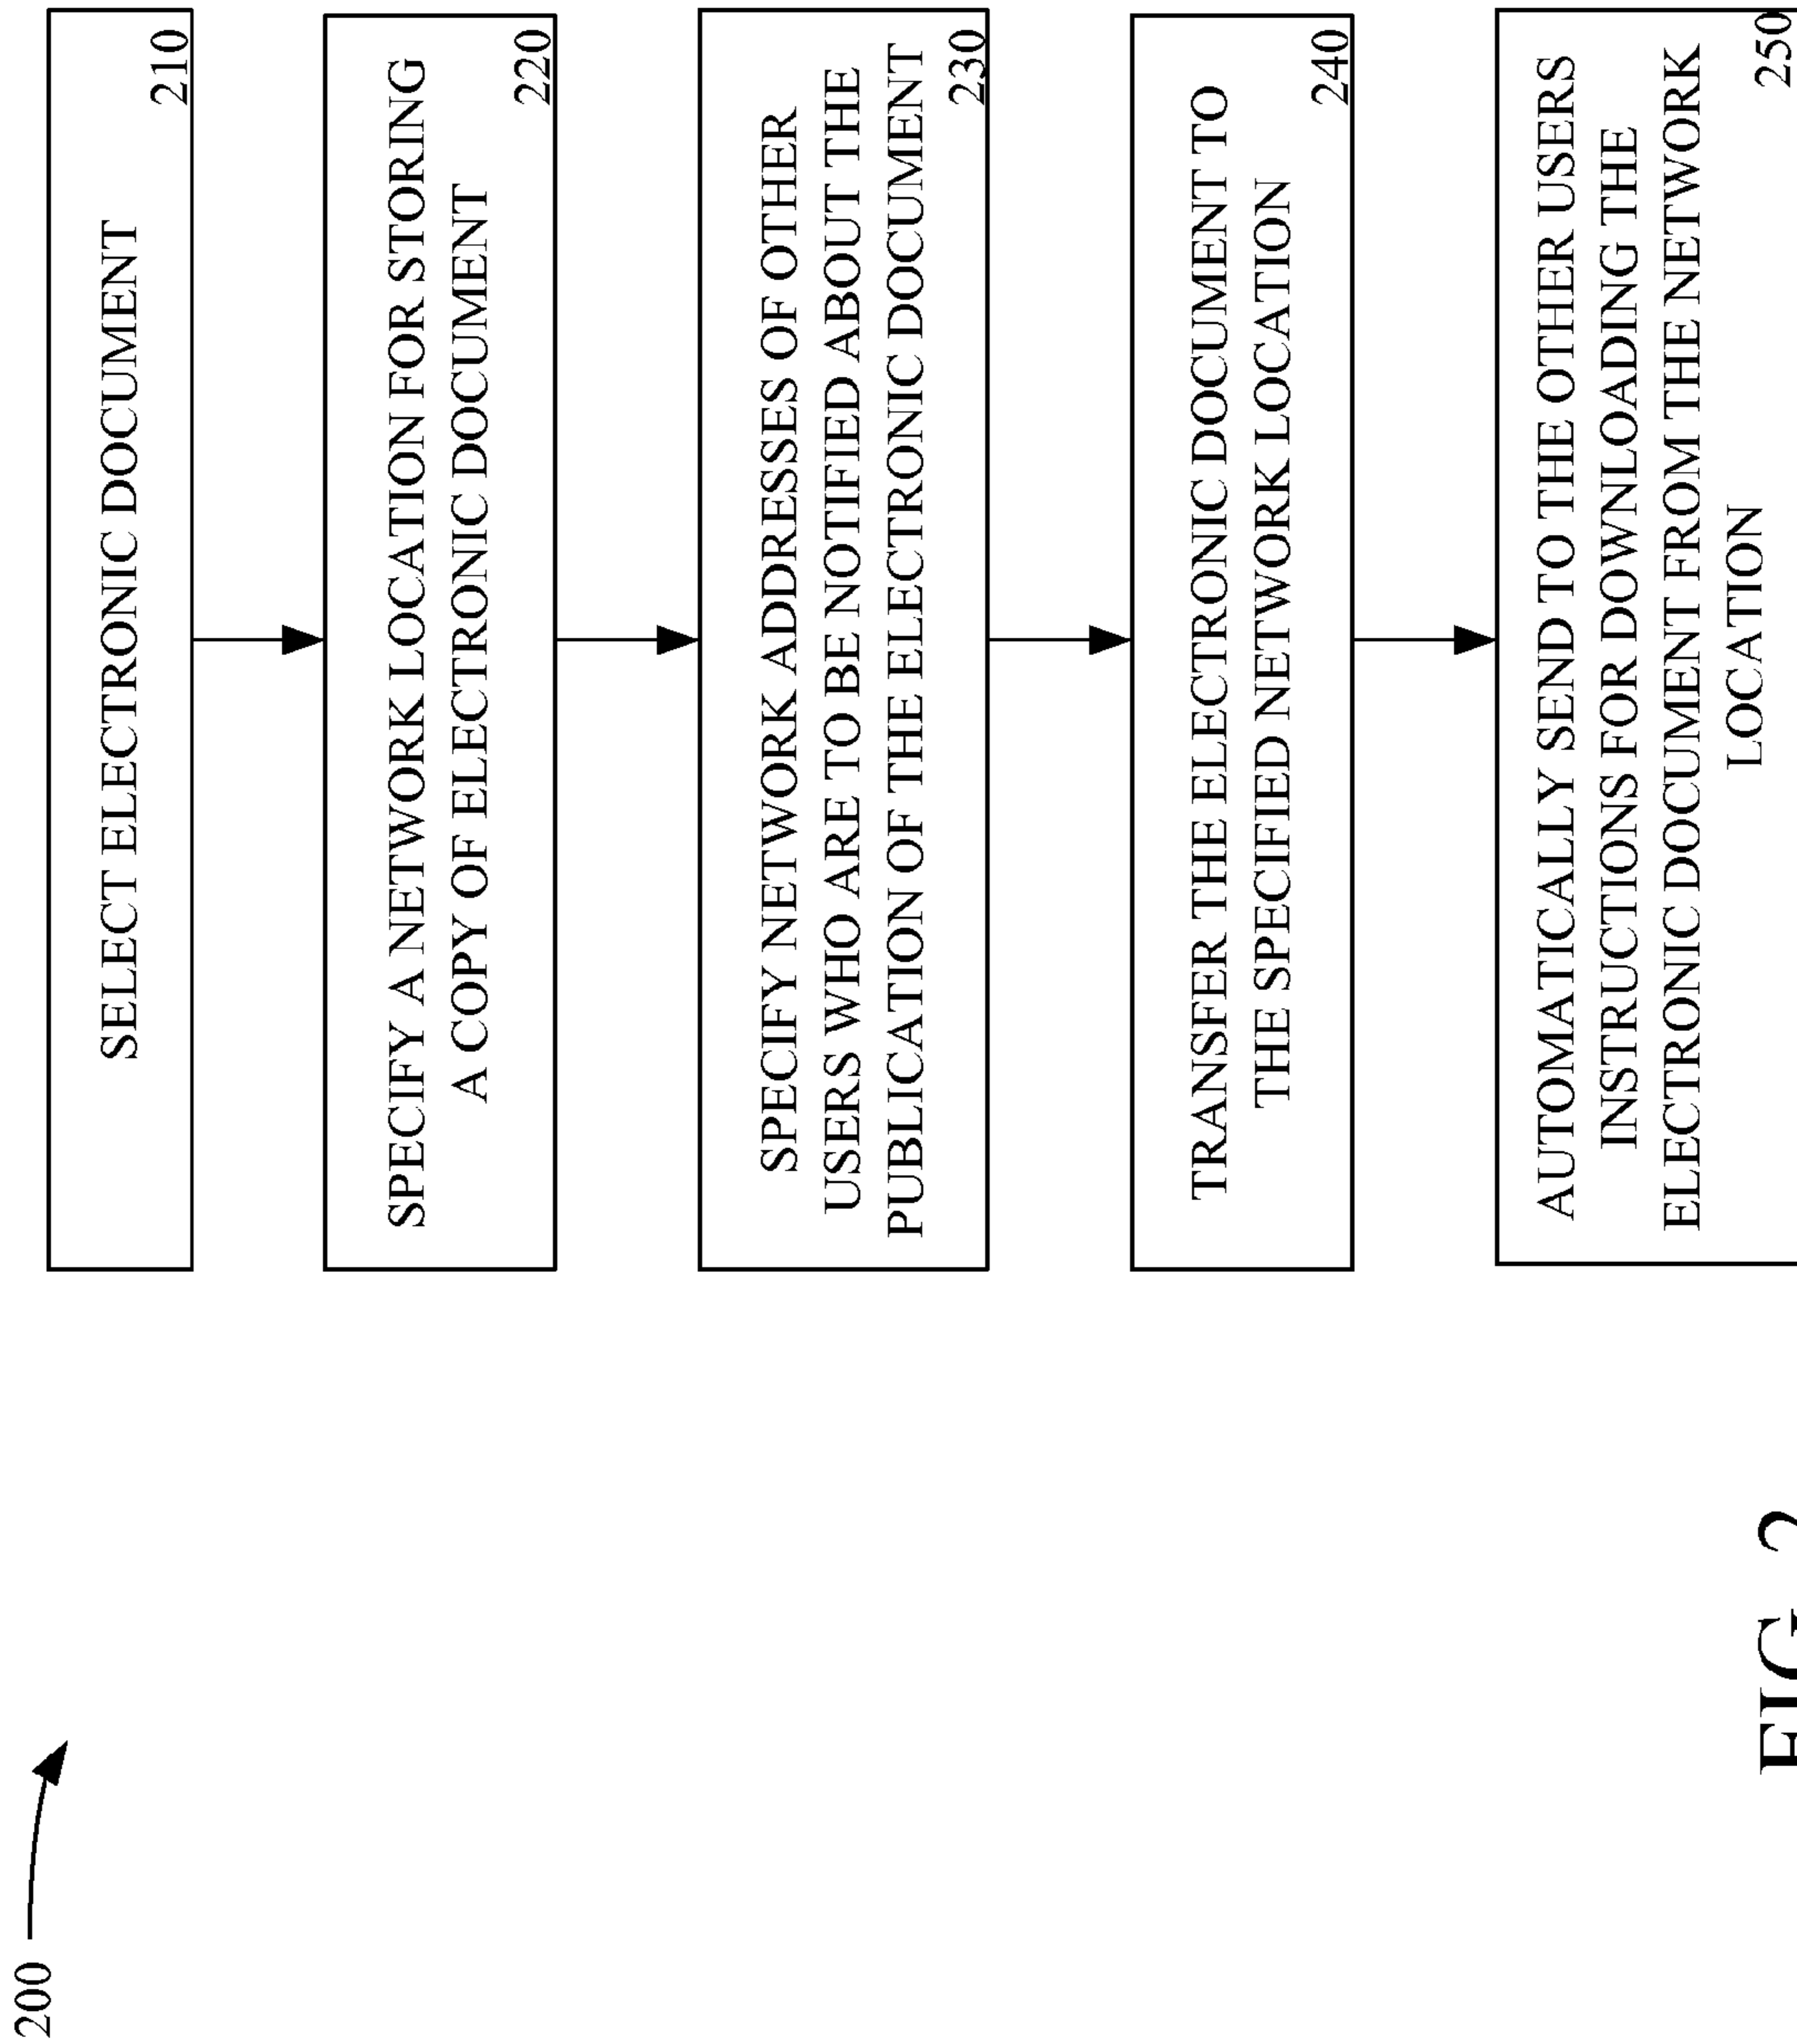 200
SELECT ELECTRONIC DOCUMENT
210
SPECIFY A NETWORK LOCATION FOR STORING
A COPY OF ELECTRONIC DOCUMENT
220
SPECIFY NETWORK ADDRESSES OF OTHER
USERS WHO ARE TO BE NOTIFIED ABOUT THE
PUBLICATION OF THE ELECTRONIC DOCUMENT
230
TRANSFER THE ELECTRONIC DOCUMENT TO
THE SPECIFIED NETWORK LOCATION
240
AUTOMATICALLY SEND TO THE OTHER USERS
INSTRUCTIONS FOR DOWNLOADING THE
ELECTRONIC DOCUMENT FROM THE NETWORK
LOCATION
250
FIG. 2